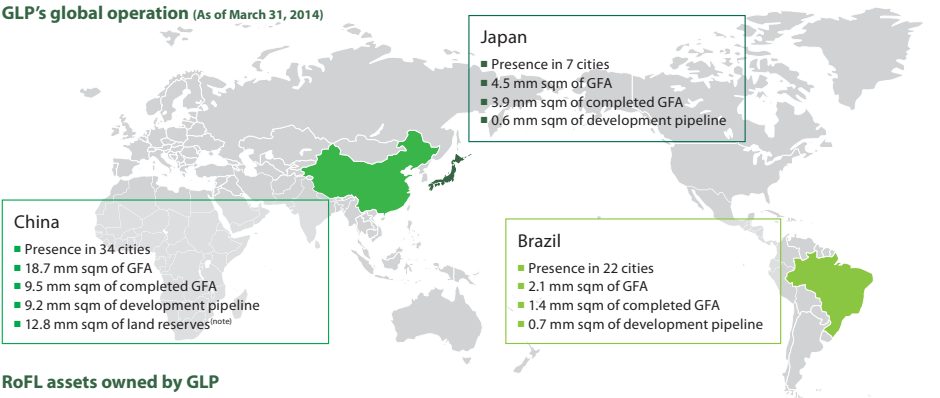 GLP's global operation (As of March 31, 2014)
Japan
■ Presence in 7 cities
■ 4.5 mm sqm of GFA
■ 3.9 mm sqm of completed GFA
■ 0.6 mm sqm of development pipeline
China
■ Presence in 34 cities
■ 18.7 mm sqm of GFA
■ 9.5 mm sqm of completed GFA
■ 9.2 mm sqm of development pipeline
■ 12.8 mm sqm of land reserves(note)
Brazil
■ Presence in 22 cities
■ 2.1 mm sqm of GFA
■ 1.4 mm sqm of completed GFA
■ 0.7 mm sqm of development pipeline
RoFL assets owned by GLP